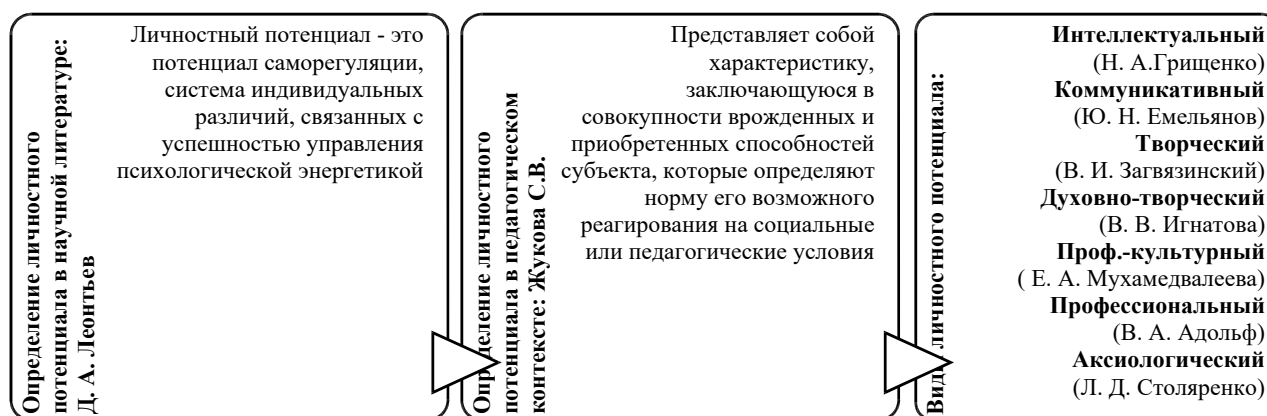 Определение личностного
потенциала в научной литературе:
Д. А. Леонтьев
Личностный потенциал - это
потенциал саморегуляции,
система индивидуальных
различий, связанных с
успешностью управления
психологической энергетикой
Определение личностного
потенциала в педагогическом
контексте: Жукова С.В.
Представляет собой
характеристику,
заключающуюся в
совокупности врожденных и
приобретенных способностей
субъекта, которые определяют
норму его возможного
реагирования на социальные
или педагогические условия
Виды личностного потенциала:
Интеллектуальный
(Н. А.Грищенко)
Коммуникативный
(Ю. Н. Емельянов)
Творческий
(В. И. Загвязинский)
Духовно-творческий
(В. В. Игнатова)
Проф.-культурный
( Е. А. Мухамедвалеева)
Профессиональный
(В. А. Адольф)
Аксиологический
(Л. Д. Столяренко)